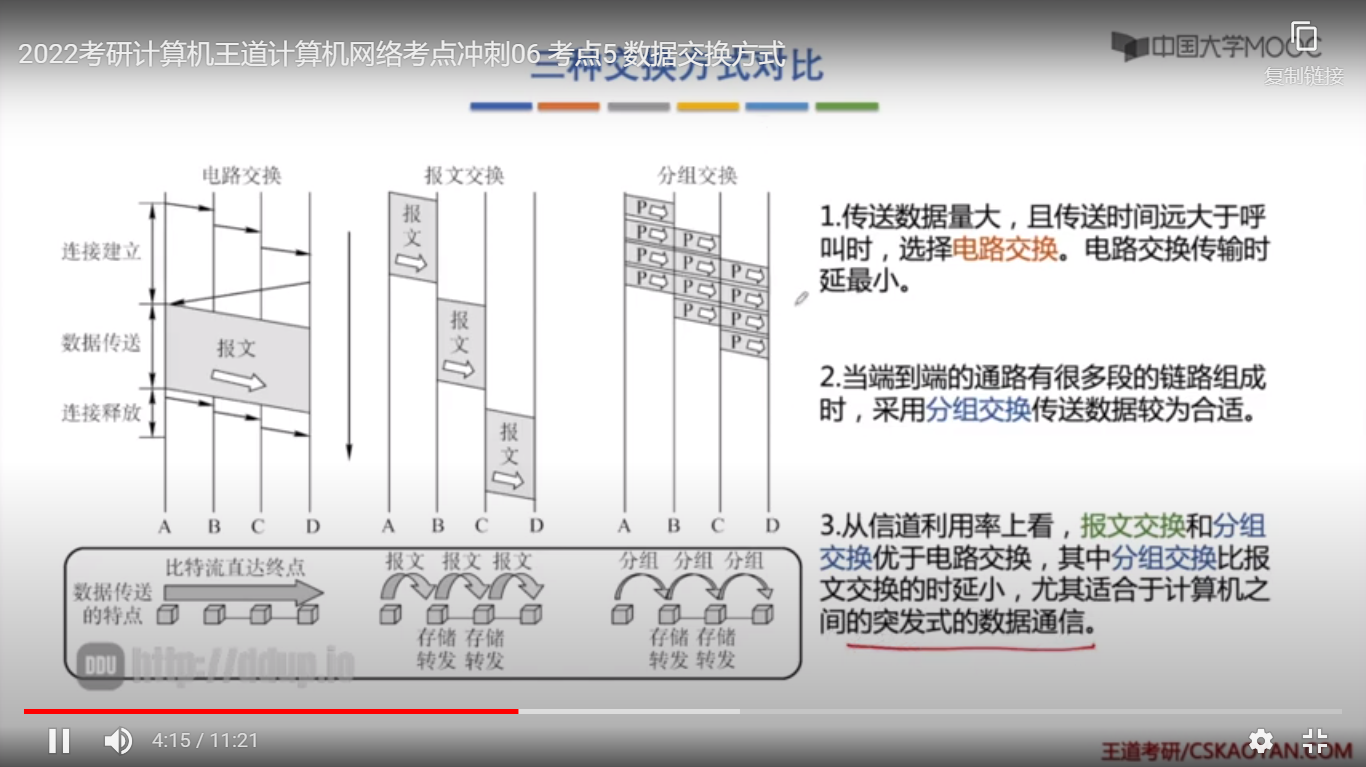 2022考研计算机王道计算机网络考点冲刺06 考点5 数据交换方式
三种交换方式对比
中国大学MOOC
复制链接
电路交换
报文交换
分组交换
连接建立
数据传送
连接释放
报文
报
文
报
文
报
文
P
P P
P P P
P P P
P P
P
A B C D
A B C D
A B C D
1.传送数据量大，且传送时间远大于呼
叫时，选择电路交换。电路交换传输时
延最小。
2.当端到端的通路有很多段的链路组成
时，采用分组交换传送数据较为合适。
3.从信道利用率上看，报文交换和分组
交换优于电路交换，其中分组交换比报
文交换的时延小，尤其适合于计算机之
间的突发式的数据通信。
数据传送
的特点
比特流直达终点
报文 报文 报文
存储 存储
转发 转发
分组 分组 分组
存储 存储
转发 转发
DDU http://ddup.io
4:15 / 11:21
王道考研/CSKAOYAN.COM